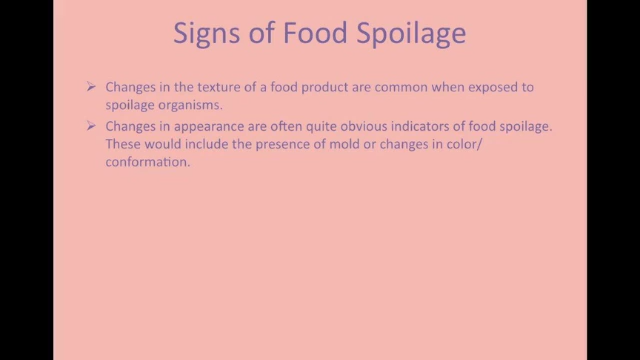 Signs of Food Spoilage
➢ Changes in the texture of a food product are common when exposed to
spoilage organisms.
➢ Changes in appearance are often quite obvious indicators of food spoilage.
These would include the presence of mold or changes in color/
conformation.